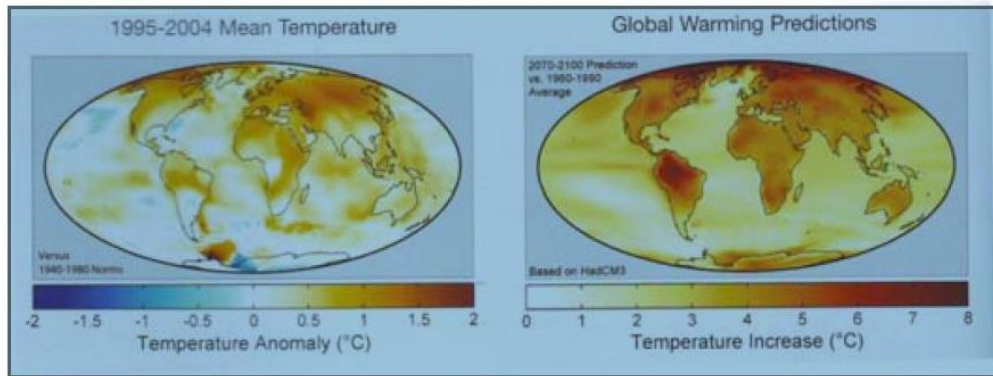 1995-2004 Mean Temperature
Versus
1940-1980 Norms
-2 -1.5 -1 -0.5 0 0.5 1 1.5 2
Temperature Anomaly (°C)
Global Warming Predictions
2070-2100 Prediction
vs. 1960-1990
Average
Based on HadCM3
0 1 2 3 4 5 6 7 8
Temperature Increase (°C)